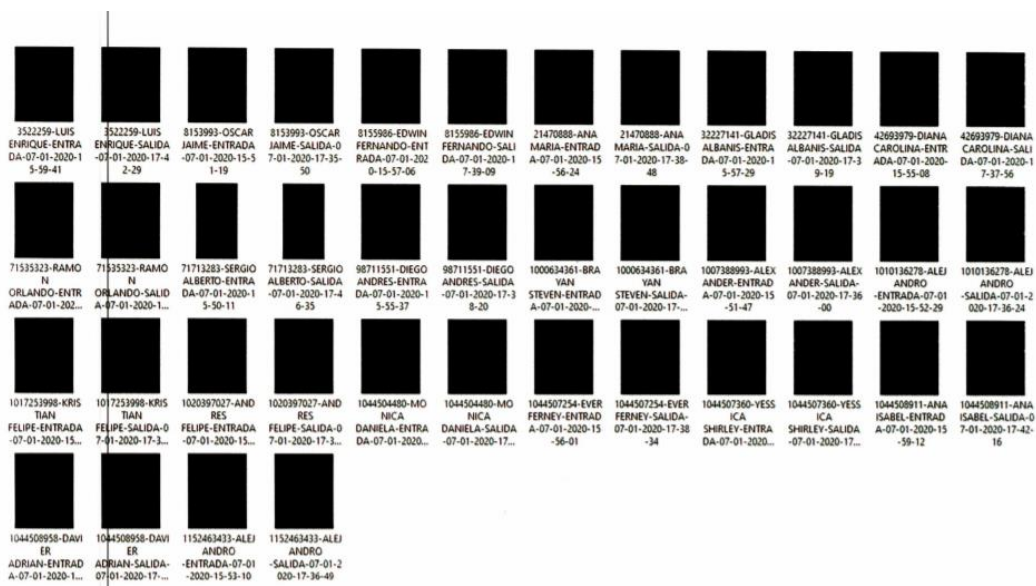 3522259-LUIS
ENRIQUE-ENTRA
DA-07-01-2020-1
5-59-41
3522259-LUIS
ENRIQUE-SALIDA
-07-01-2020-17-4
2-29
8153993-OSCAR
JAIME-ENTRADA
-07-01-2020-15-5
1-19
8153993-OSCAR
JAIME-SALIDA-0
7-01-2020-17-35-
50
8155986-EDWIN
FERNANDO-ENT
RADA-07-01-202
0-15-57-06
8155986-EDWIN
FERNANDO-SALI
DA-07-01-2020-1
7-39-09
21470888-ANA
MARIA-ENTRAD
A-07-01-2020-15
-56-24
21470888-ANA
MARIA-SALIDA-0
7-01-2020-17-38-
48
32227141-GLADIS
ALBANIS-ENTRA
DA-07-01-2020-1
5-57-29
32227141-GLADIS
ALBANIS-SALIDA
-07-01-2020-17-3
9-19
42693979-DIANA
CAROLINA-ENTR
ADA-07-01-2020-
15-55-08
42693979-DIANA
CAROLINA-SALI
DA-07-01-2020-1
7-37-56
71535323-RAMO
N
ORLANDO-ENTR
ADA-07-01-202...
71535323-RAMO
N
ORLANDO-SALID
A-07-01-2020-1...
71713283-SERGIO
ALBERTO-ENTRA
DA-07-01-2020-1
5-50-11
71713283-SERGIO
ALBERTO-SALIDA
-07-01-2020-17-4
6-35
98711551-DIEGO
ANDRES-ENTRA
DA-07-01-2020-1
5-55-37
98711551-DIEGO
ANDRES-SALIDA
-07-01-2020-17-3
8-20
1000634361-BRA
YAN
STEVEN-ENTRAD
A-07-01-2020-...
1000634361-BRA
YAN
STEVEN-SALIDA-
07-01-2020-17-...
1007388993-ALEX
ANDER-ENTRAD
A-07-01-2020-15
-51-47
1007388993-ALEX
ANDER-SALIDA-
07-01-2020-17-36
-00
1010136278-ALEJ
ANDRO
-ENTRADA-07-01
-2020-15-52-29
1010136278-ALEJ
ANDRO
-SALIDA-07-01-2
020-17-36-24
1017253998-KRIS
TIAN
FELIPE-ENTRADA
-07-01-2020-15...
1017253998-KRIS
TIAN
FELIPE-SALIDA-0
7-01-2020-17-3...
1020397027-AND
RES
FELIPE-ENTRADA
-07-01-2020-15...
1020397027-AND
RES
FELIPE-SALIDA-0
7-01-2020-17-3...
1044504480-MO
NICA
DANIELA-ENTRA
DA-07-01-2020...
1044504480-MO
NICA
DANIELA-SALIDA
-07-01-2020-17...
1044507254-EVER
FERNEY-ENTRAD
A-07-01-2020-15
-56-01
1044507254-EVER
FERNEY-SALIDA-
07-01-2020-17-38
-34
1044507360-YESS
ICA
SHIRLEY-ENTRA
DA-07-01-2020...
1044507360-YESS
ICA
SHIRLEY-SALIDA
-07-01-2020-17...
1044508911-ANA
ISABEL-ENTRAD
A-07-01-2020-15
-59-12
1044508911-ANA
ISABEL-SALIDA-0
7-01-2020-17-42-
16
1044508958-DAVI
ER
ADRIAN-ENTRAD
A-07-01-2020-1...
1044508958-DAVI
ER
ADRIAN-SALIDA-
07-01-2020-17-...
1152463433-ALEJ
ANDRO
-ENTRADA-07-01
-2020-15-53-10
1152463433-ALEJ
ANDRO
-SALIDA-07-01-2
020-17-36-49